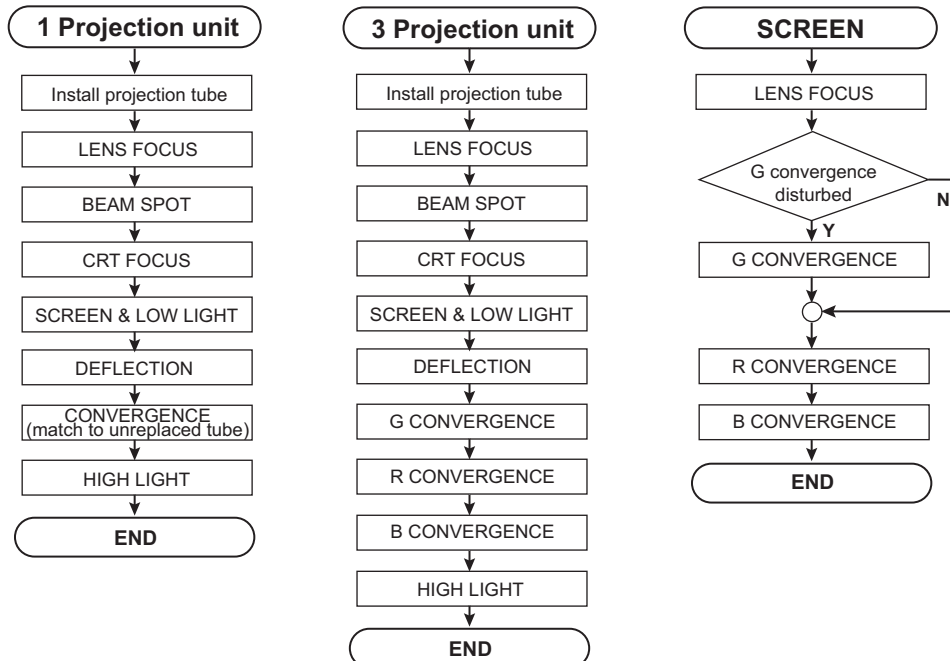 1 Projection unit
Install projection tube
LENS FOCUS
BEAM SPOT
CRT FOCUS
SCREEN & LOW LIGHT
DEFLECTION
CONVERGENCE
(match to unreplaced tube)
HIGH LIGHT
END
3 Projection unit
Install projection tube
LENS FOCUS
BEAM SPOT
CRT FOCUS
SCREEN & LOW LIGHT
DEFLECTION
G CONVERGENCE
R CONVERGENCE
B CONVERGENCE
HIGH LIGHT
END
SCREEN
LENS FOCUS
G convergence
disturbed
N
Y
G CONVERGENCE
R CONVERGENCE
B CONVERGENCE
END